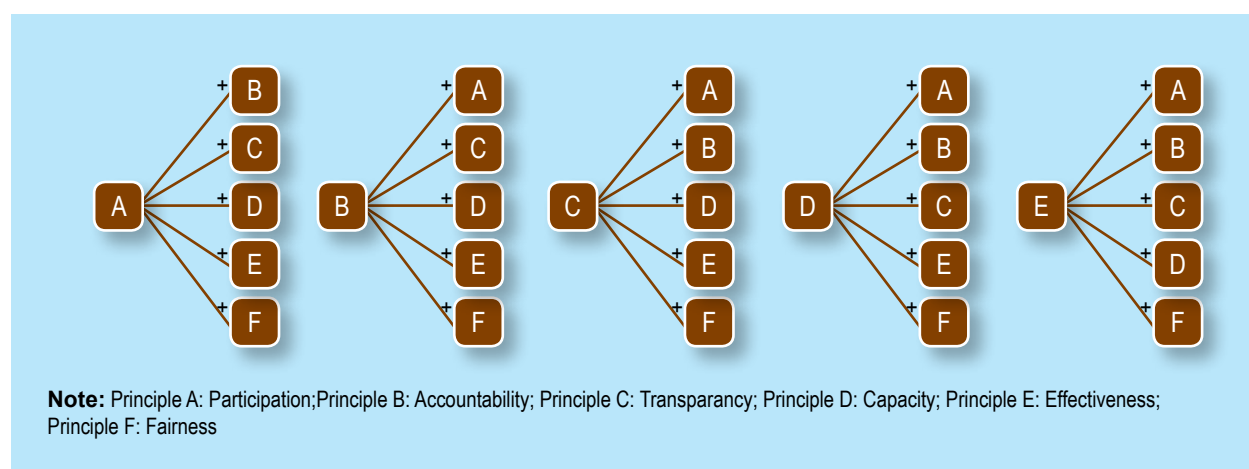 + B + A + A + A + A
+ C + C + B + B + B
A + D B + D C + D D + C E + C
+ E + E + E + E + D
+ F + F + F + F + F
Note: Principle A: Participation;Principle B: Accountability; Principle C: Transparancy; Principle D: Capacity; Principle E: Effectiveness;
Principle F: Fairness